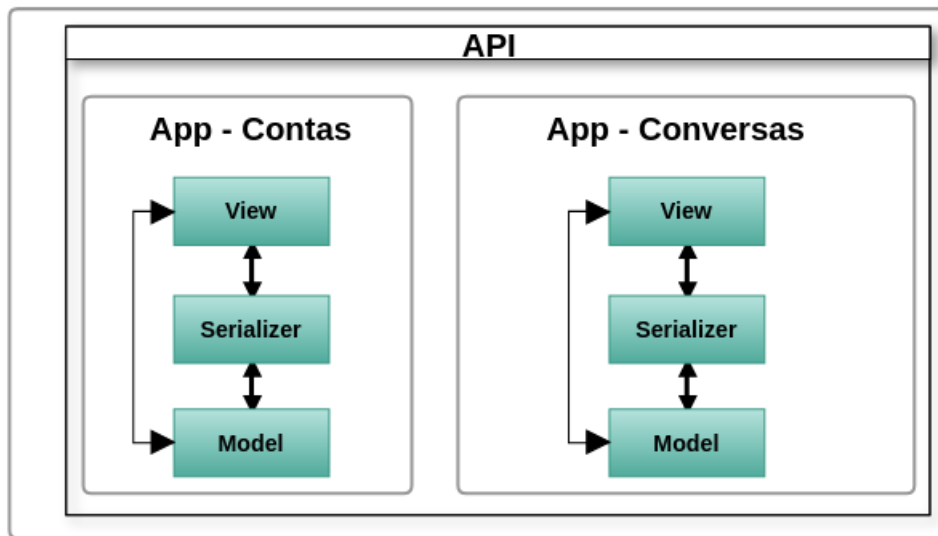 API
App - Contas
View
Serializer
Model
App - Conversas
View
Serializer
Model